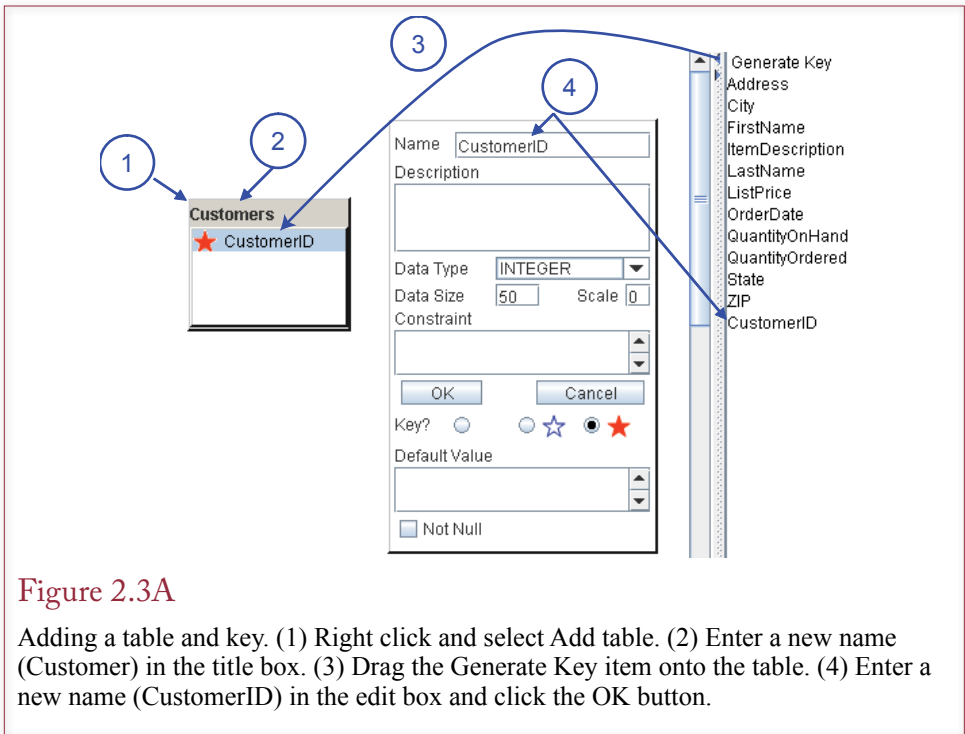 3
4
2
1
Customers
CustomerID
Name CustomerID
Description
Data Type INTEGER
Data Size 50 Scale 0
Constraint
OK Cancel
Key?
Default Value
Not Null
Generate Key
Address
City
FirstName
ItemDescription
LastName
ListPrice
OrderDate
QuantityOnHand
QuantityOrdered
State
ZIP
CustomerID
Figure 2.3A
Adding a table and key. (1) Right click and select Add table. (2) Enter a new name
(Customer) in the title box. (3) Drag the Generate Key item onto the table. (4) Enter a
new name (CustomerID) in the edit box and click the OK button.